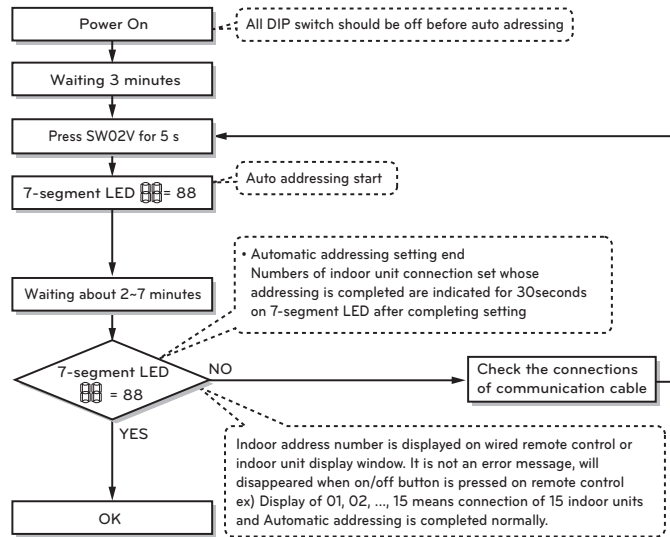 Power On
All DIP switch should be off before auto adressing
Waiting 3 minutes
Press SW02V for 5 s
7-segment LED 88 = 88
Auto addressing start
• Automatic addressing setting end
Numbers of indoor unit connection set whose
addressing is completed are indicated for 30seconds
on 7-segment LED after completing setting
Waiting about 2~7 minutes
7-segment LED
88 = 88
NO
Check the connections
of communication cable
YES
Indoor address number is displayed on wired remote control or
indoor unit display window. It is not an error message, will
disappeared when on/off button is pressed on remote control
ex) Display of 01, 02, ..., 15 means connection of 15 indoor units
and Automatic addressing is completed normally.
OK